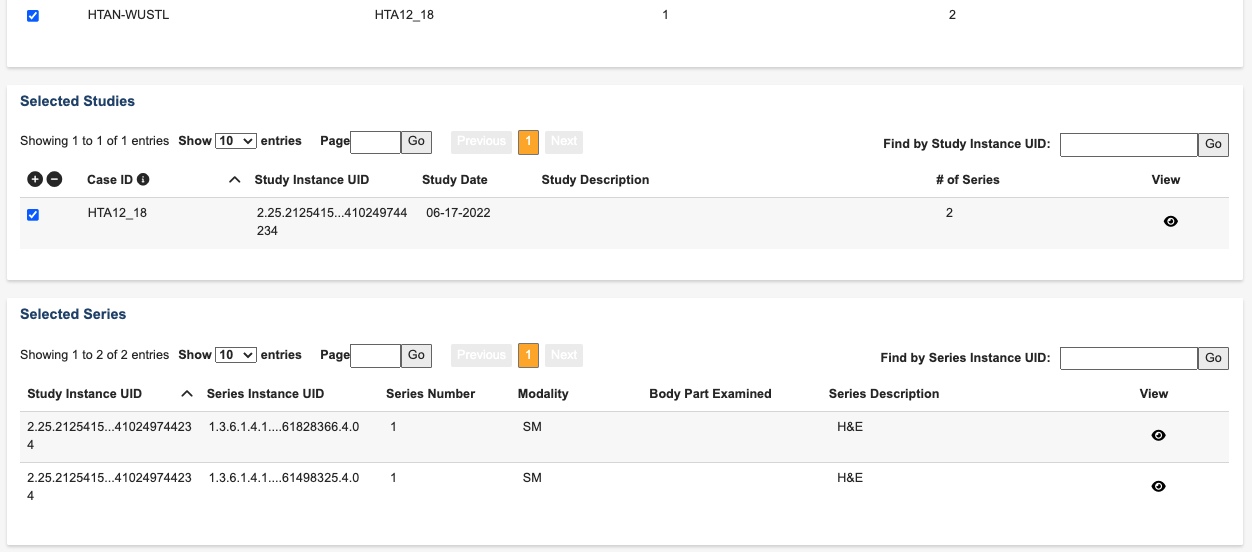 HTAN-WUSTL HTA12_18 1 2
Selected Studies
Showing 1 to 1 of 1 entries Show 10 entries Page Go Previous 1 Next Find by Study Instance UID: Go
Case ID Study Instance UID Study Date Study Description # of Series View
HTA12_18 2.25.2125415...410249744 06-17-2022 2
234
Selected Series
Showing 1 to 2 of 2 entries Show 10 entries Page Go Previous 1 Next Find by Series Instance UID: Go
Study Instance UID Series Instance UID Series Number Modality Body Part Examined Series Description View
2.25.2125415...41024974423 1.3.6.1.4.1....61828366.4.0 1 SM H&E
4
2.25.2125415...41024974423 1.3.6.1.4.1....61498325.4.0 1 SM H&E
4